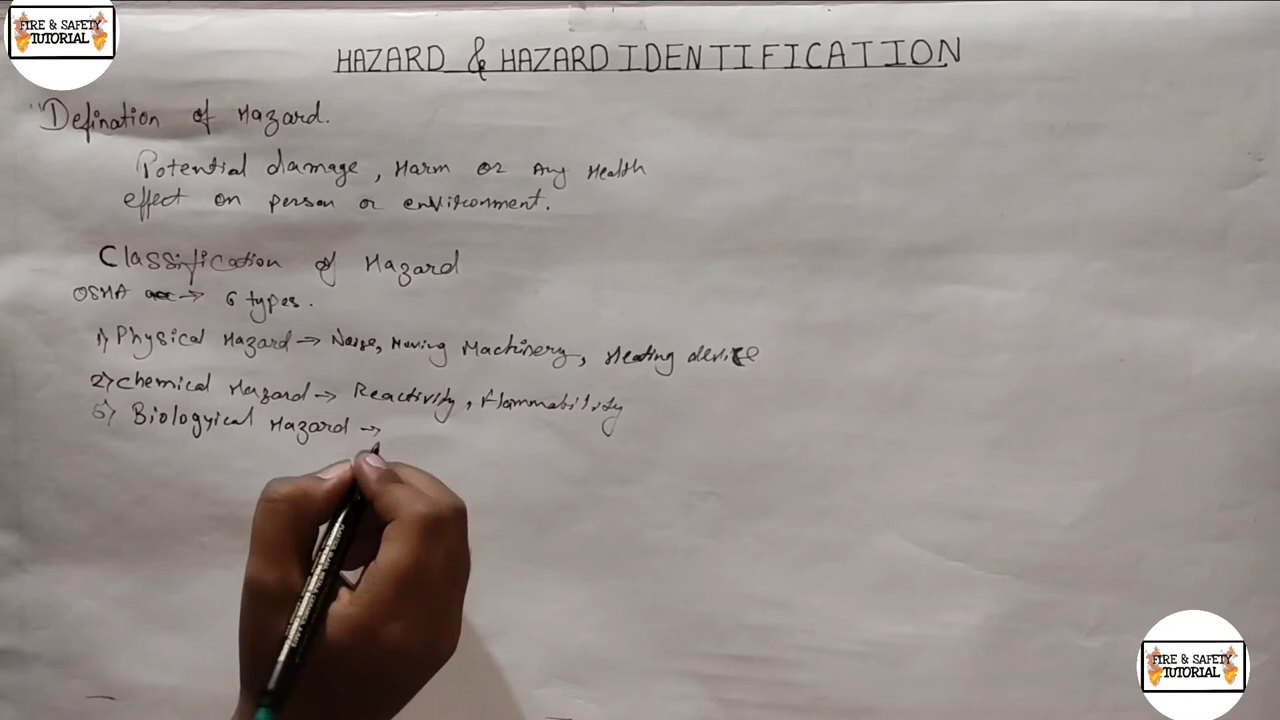 FIRE & SAFETY
TUTORIAL
HAZARD & HAZARD IDENTIFICATION
Defination of Hazard.
Potential damage, Harm or Any Health
effect on person or environment.
Classification of Hazard
OSHA → 6 types.
1) Physical Hazard → Noise, Moving Machinery, Heating device
2) Chemical Hazard → Reactivity, Flammability
3) Biologyical Hazard →
FIRE & SAFETY
TUTORIAL